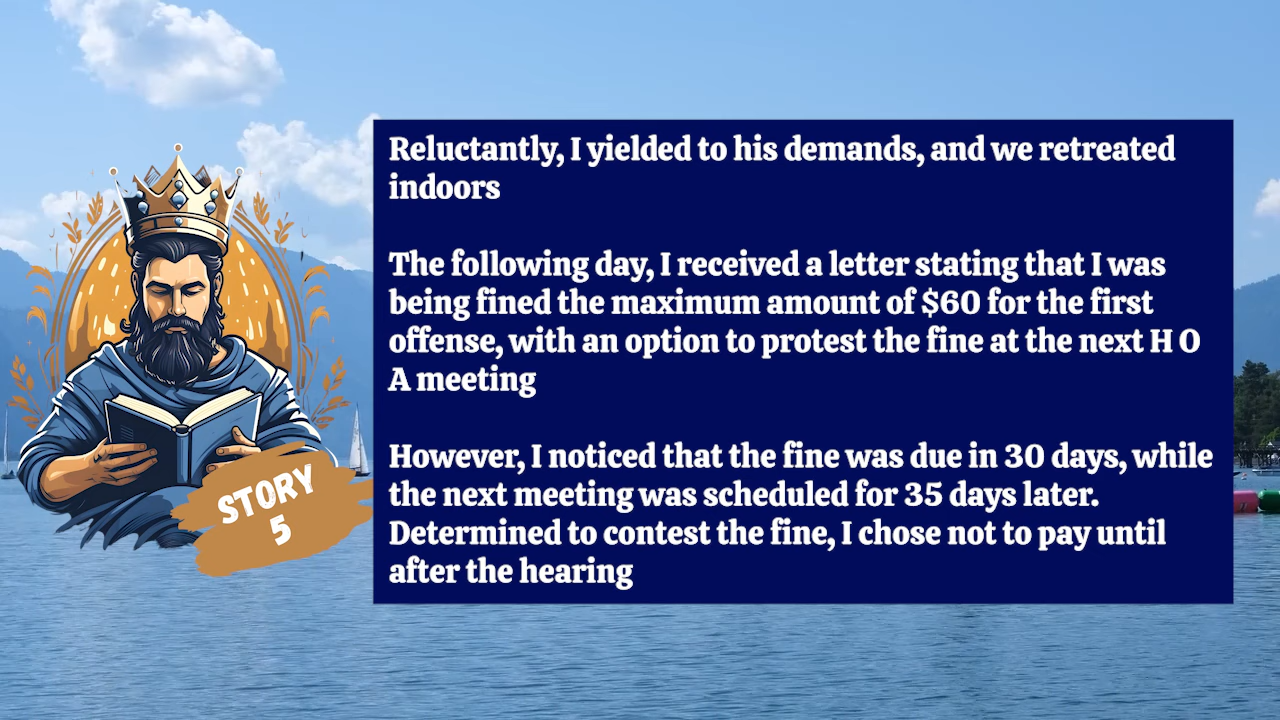 Reluctantly, I yielded to his demands, and we retreated
indoors
The following day, I received a letter stating that I was
being fined the maximum amount of $60 for the first
offense, with an option to protest the fine at the next H O
A meeting
However, I noticed that the fine was due in 30 days, while
the next meeting was scheduled for 35 days later.
Determined to contest the fine, I chose not to pay until
after the hearing
STORY
5